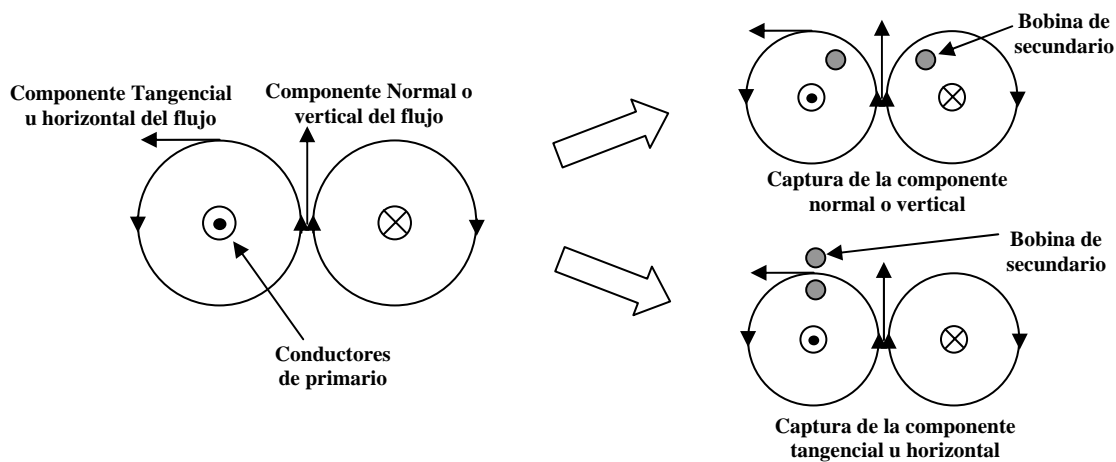 Componente Tangencial
u horizontal del flujo
Componente Normal o
vertical del flujo
Conductores
de primario
Bobina de
secundario
Captura de la componente
normal o vertical
Bobina de
secundario
Captura de la componente
tangencial u horizontal